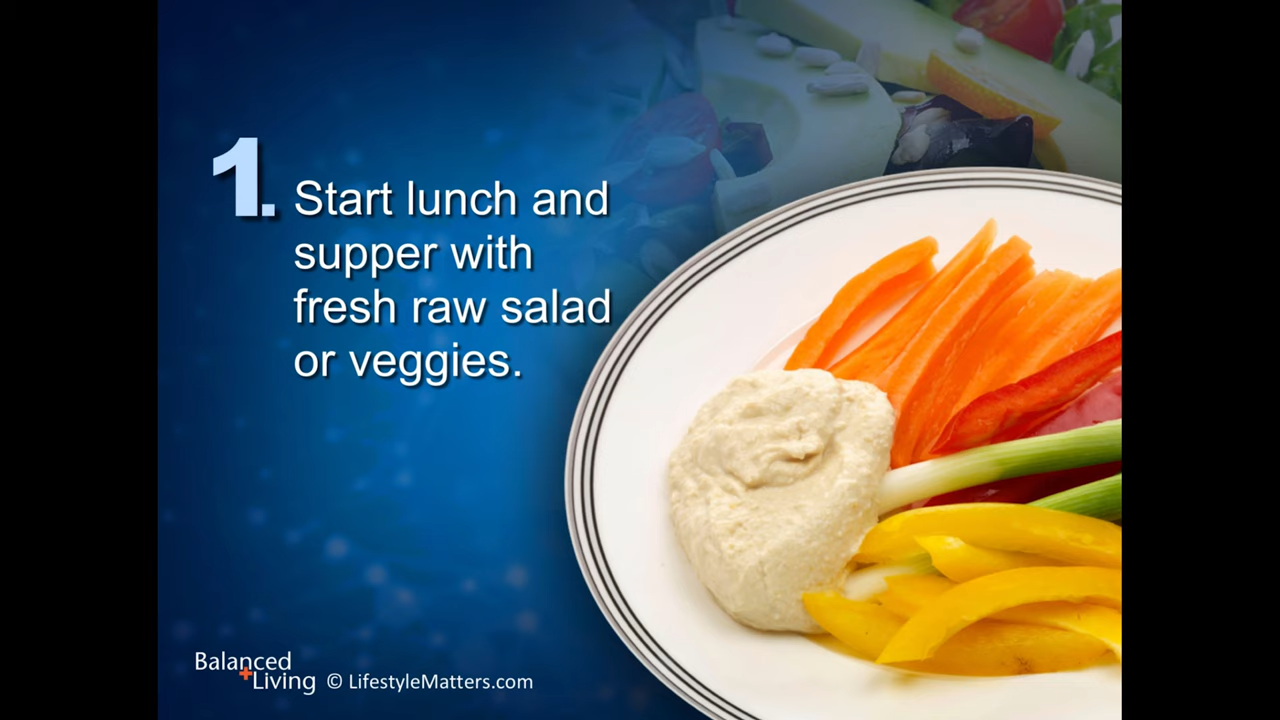 1.
Start lunch and
supper with
fresh raw salad
or veggies.
Balanced
+Living © LifestyleMatters.com